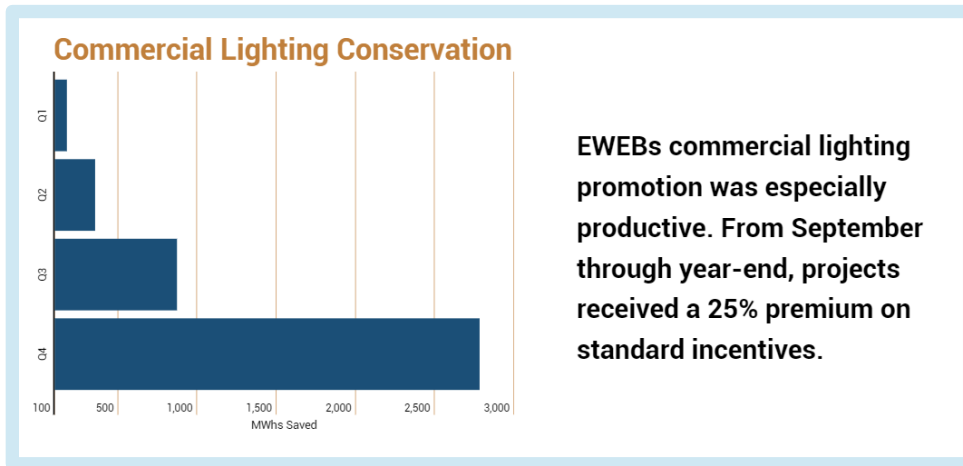 Commercial Lighting Conservation
Q1
Q2
Q3
Q4
100 500 1,000 1,500 2,000 2,500 3,000
MWhs Saved
EWEBs commercial lighting
promotion was especially
productive. From September
through year-end, projects
received a 25% premium on
standard incentives.